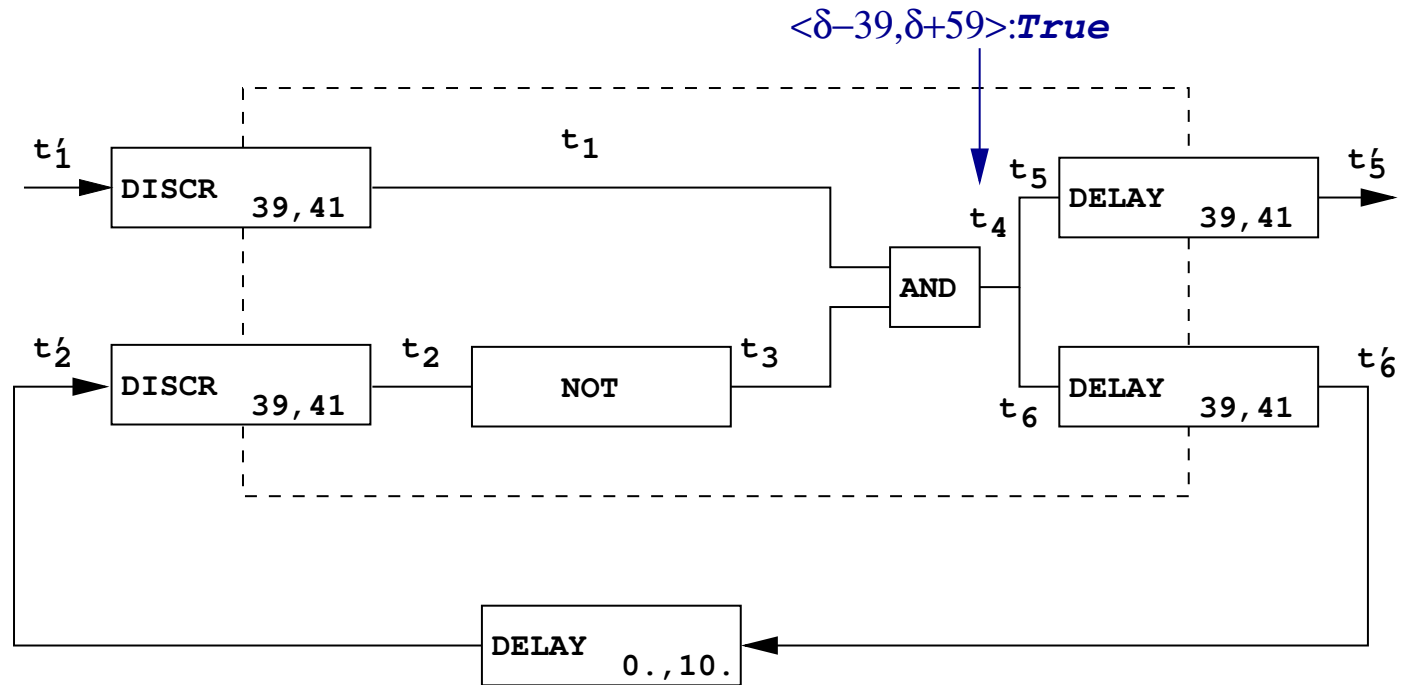 <δ−39,δ+59>:True
t′1
DISCR
39,41
t1
t4
t5
DELAY
39,41
t′5
AND
t′2
DISCR
39,41
t2
NOT
t3
t6
DELAY
39,41
t′6
DELAY
0.,10.